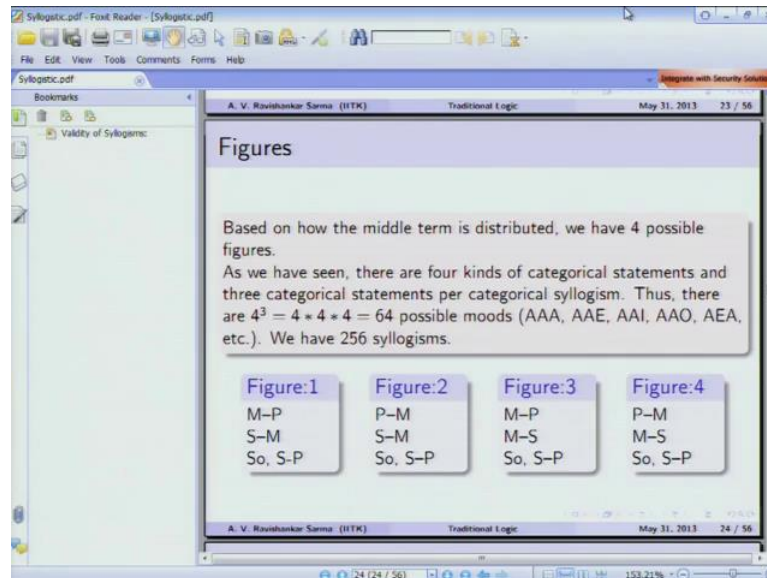 Syllogistic.pdf - Foxit Reader - [Syllogistic.pdf]
File Edit View Tools Comments Forms Help
Syllogistic.pdf
Integrate with Security Solutio
Bookmarks
Validity of Syllogisms:
A. V. Ravishankar Sarma (IITK) Traditional Logic May 31, 2013 23 / 56
Figures
Based on how the middle term is distributed, we have 4 possible
figures.
As we have seen, there are four kinds of categorical statements and
three categorical statements per categorical syllogism. Thus, there
are 4³ = 4 * 4 * 4 = 64 possible moods (AAA, AAE, AAI, AAO, AEA,
etc.). We have 256 syllogisms.
Figure:1
M–P
S–M
So, S-P
Figure:2
P–M
S–M
So, S–P
Figure:3
M–P
M–S
So, S–P
Figure:4
P–M
M–S
So, S–P
A. V. Ravishankar Sarma (IITK) Traditional Logic May 31, 2013 24 / 56
24 (24 / 56)
153.21%